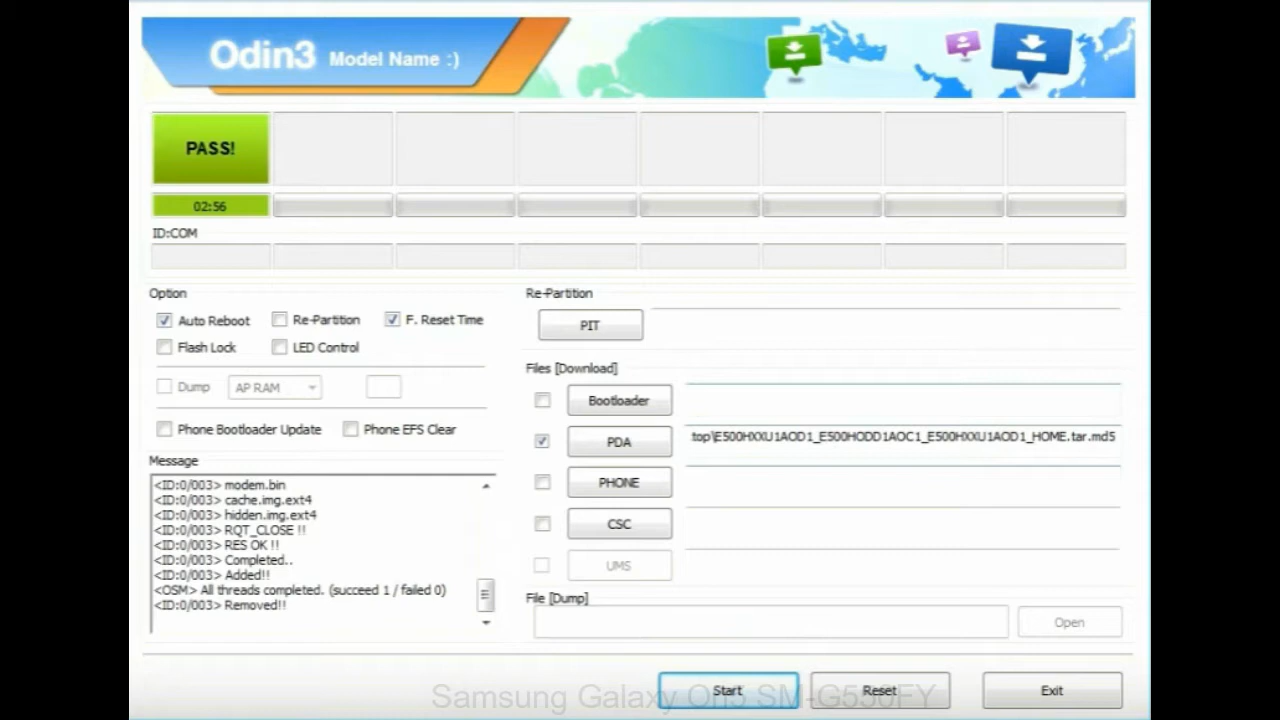 Odin3 Model Name :)
PASS!
02:56
ID:COM
Option
Auto Reboot Re-Partition F. Reset Time
Flash Lock LED Control
Dump AP RAM
Phone Bootloader Update Phone EFS Clear
Message
<ID:0/003> modem.bin
<ID:0/003> cache.img.ext4
<ID:0/003> hidden.img.ext4
<ID:0/003> RQT_CLOSE !!
<ID:0/003> RES OK !!
<ID:0/003> Completed..
<ID:0/003> Added!!
<OSM> All threads completed. (succeed 1 / failed 0)
<ID:0/003> Removed!!
Re-Partition
PIT
Files [Download]
Bootloader
PDA top\E500HXXU1AOD1_E500HODD1AOC1_E500HXXU1AOD1_HOME.tar.md5
PHONE
CSC
UMS
File [Dump]
Open
Start Reset Exit
Samsung Galaxy On5 SM-G550FY